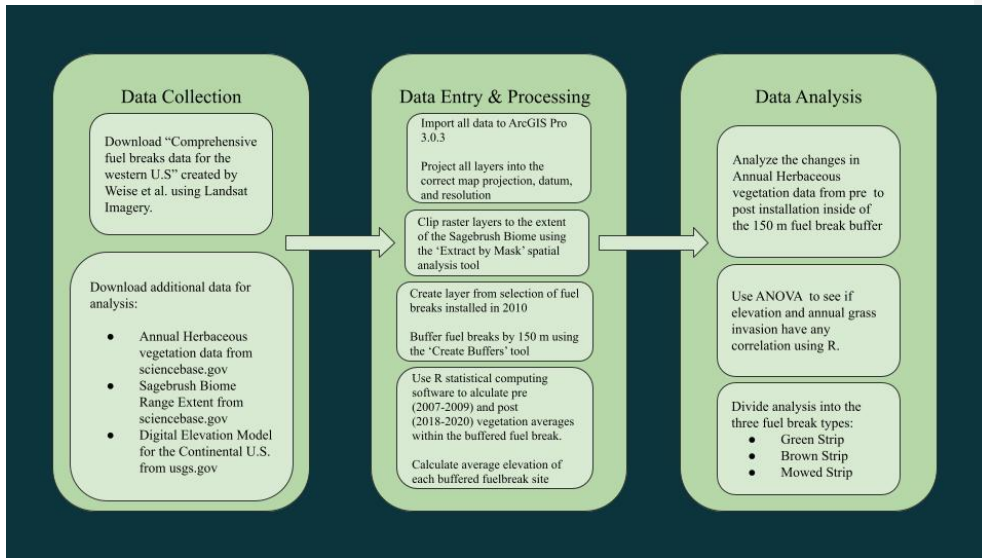 Data Collection
Download “Comprehensive
fuel breaks data for the
western U.S” created by
Weise et al. using Landsat
Imagery.
Download additional data for
analysis:
● Annual Herbaceous
vegetation data from
sciencebase.gov
● Sagebrush Biome
Range Extent from
sciencebase.gov
● Digital Elevation Model
for the Continental U.S.
from usgs.gov
Data Entry & Processing
Import all data to ArcGIS Pro
3.0.3
Project all layers into the
correct map projection, datum,
and resolution
Clip raster layers to the extent
of the Sagebrush Biome using
the ‘Extract by Mask’ spatial
analysis tool
Create layer from selection of fuel
breaks installed in 2010
Buffer fuel breaks by 150 m using
the ‘Create Buffers’ tool
Use R statistical computing
software to alculate pre
(2007-2009) and post
(2018-2020) vegetation averages
within the buffered fuel break.
Calculate average elevation of
each buffered fuelbreak site
Data Analysis
Analyze the changes in
Annual Herbaceous
vegetation data from pre to
post installation inside of
the 150 m fuel break buffer
Use ANOVA to see if
elevation and annual grass
invasion have any
correlation using R.
Divide analysis into the
three fuel break types:
● Green Strip
● Brown Strip
● Mowed Strip